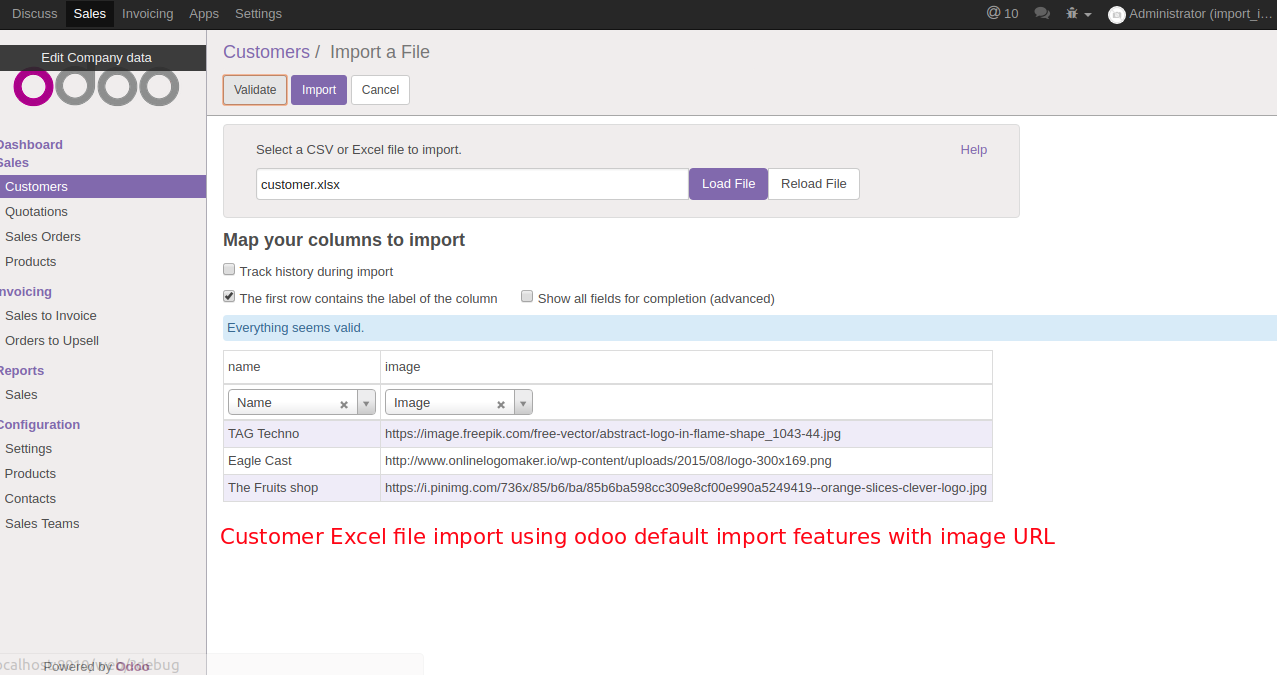 Discuss Sales Invoicing Apps Settings @ 10 Administrator (import_i...
Edit Company data
odoo
Customers / Import a File
Validate Import Cancel
Dashboard
Sales
Customers
Quotations
Sales Orders
Products
Invoicing
Sales to Invoice
Orders to Upsell
Reports
Sales
Configuration
Settings
Products
Contacts
Sales Teams
Select a CSV or Excel file to import. Help
customer.xlsx Load File Reload File
Map your columns to import
Track history during import
The first row contains the label of the column Show all fields for completion (advanced)
Everything seems valid.
name image
Name Image
TAG Techno https://image.freepik.com/free-vector/abstract-logo-in-flame-shape_1043-44.jpg
Eagle Cast http://www.onlinelogomaker.io/wp-content/uploads/2015/08/logo-300x169.png
The Fruits shop https://i.pinimg.com/736x/85/b6/ba/85b6ba598cc309e8cf00e990a5249419--orange-slices-clever-logo.jpg
Customer Excel file import using odoo default import features with image URL
Powered by Odoo